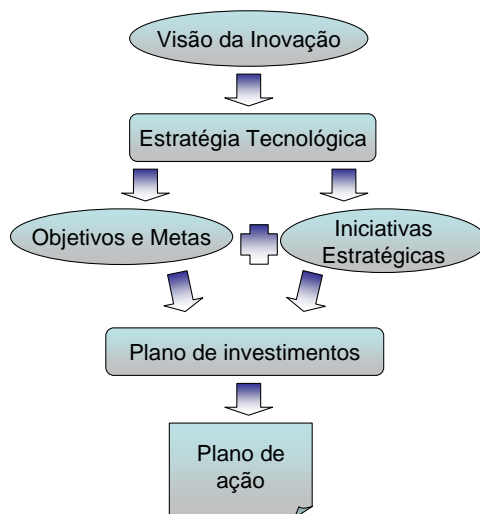 Visão da Inovação
Estratégia Tecnológica
Objetivos e Metas
Iniciativas
Estratégicas
Plano de investimentos
Plano de
ação